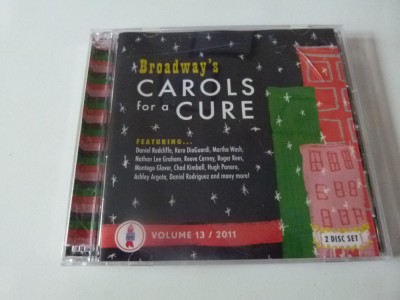 Broadway's
CAROLS
for a CURE
FEATURING...
Daniel Radcliffe, Kara DioGuardi, Martha Wash,
Nathan Lee Graham, Reeve Carney, Roger Rees,
Montego Glover, Chad Kimball, Hugh Panaro,
Ashley Argota, Daniel Rodriguez and many more!
VOLUME 13 / 2011
2 DISC SET